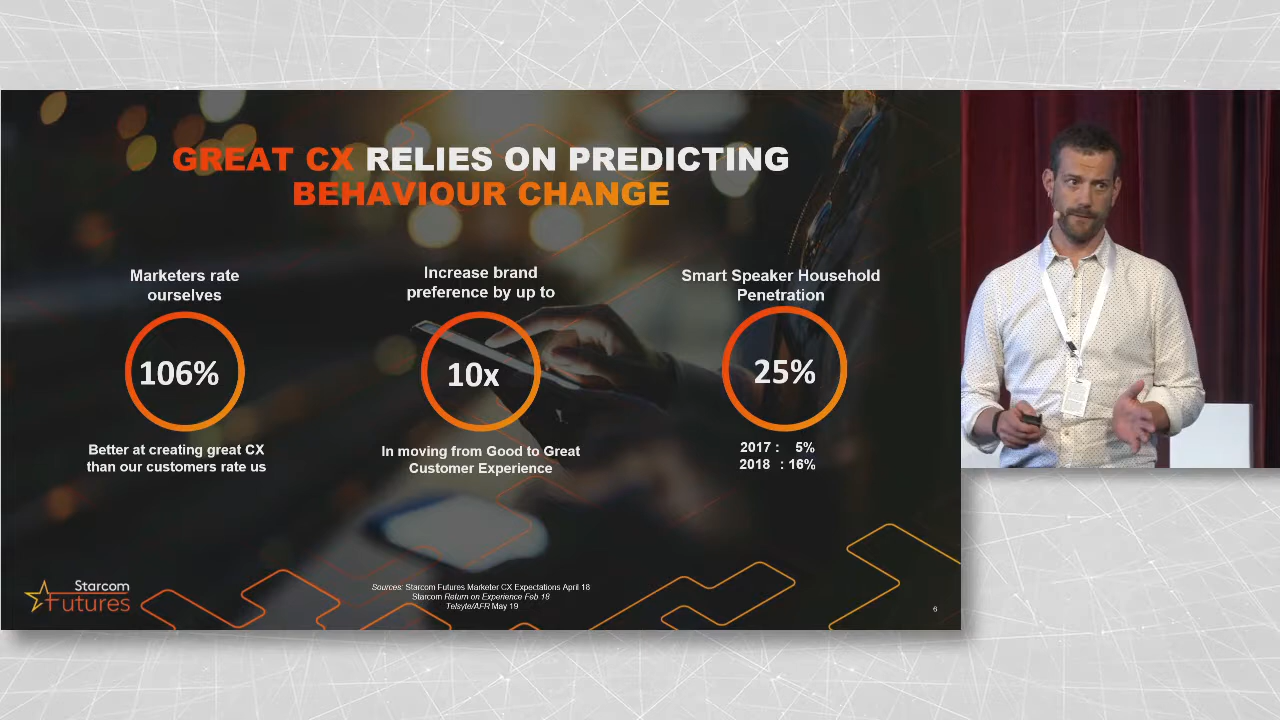 GREAT CX RELIES ON PREDICTING
BEHAVIOUR CHANGE
Marketers rate
ourselves
106%
Better at creating great CX
than our customers rate us
Increase brand
preference by up to
10x
In moving from Good to Great
Customer Experience
Smart Speaker Household
Penetration
25%
2017 : 5%
2018 : 16%
Starcom
Futures
Sources: Starcom Futures Marketer CX Expectations April 18
Starcom Return on Experience Feb 18
Telsyte/AFR May 19
6